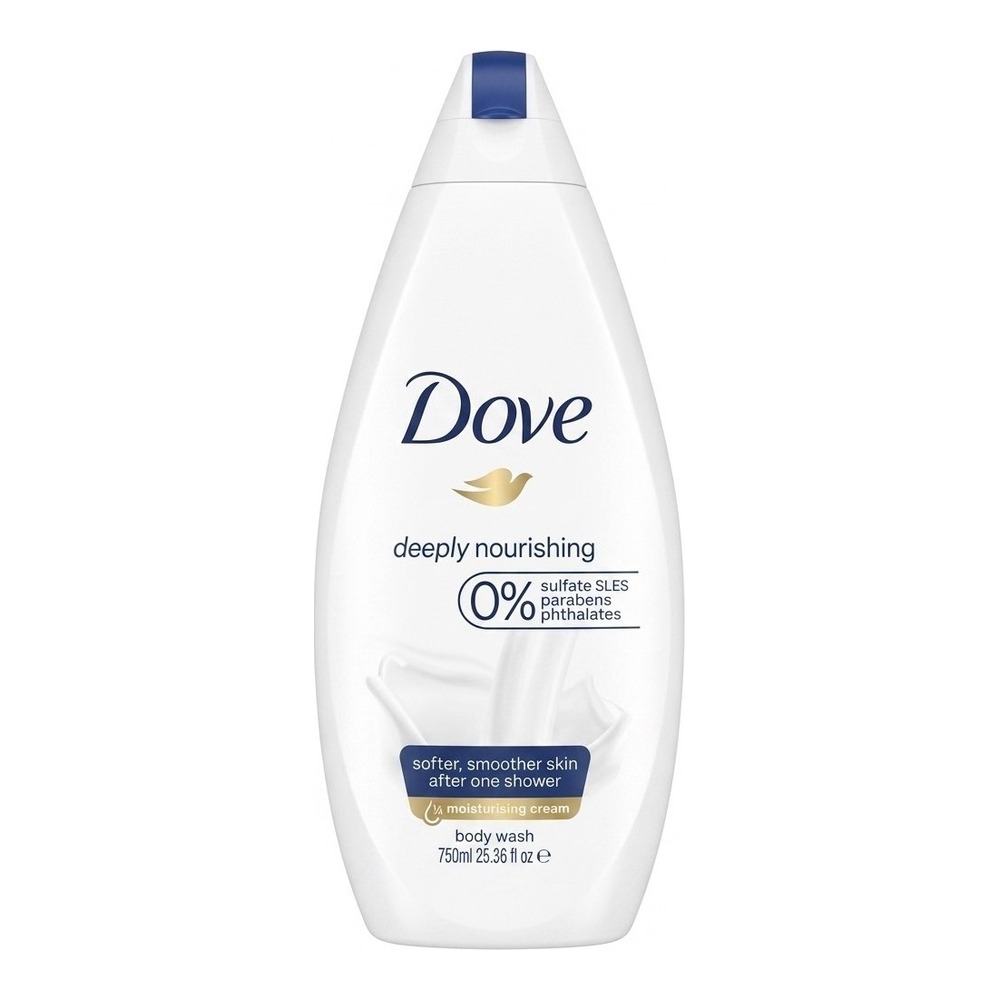 Dove
deeply nourishing
0%
sulfate SLES
parabens
phthalates
softer, smoother skin
after one shower
¼ moisturising cream
body wash
750ml 25.36 fl oz ℮